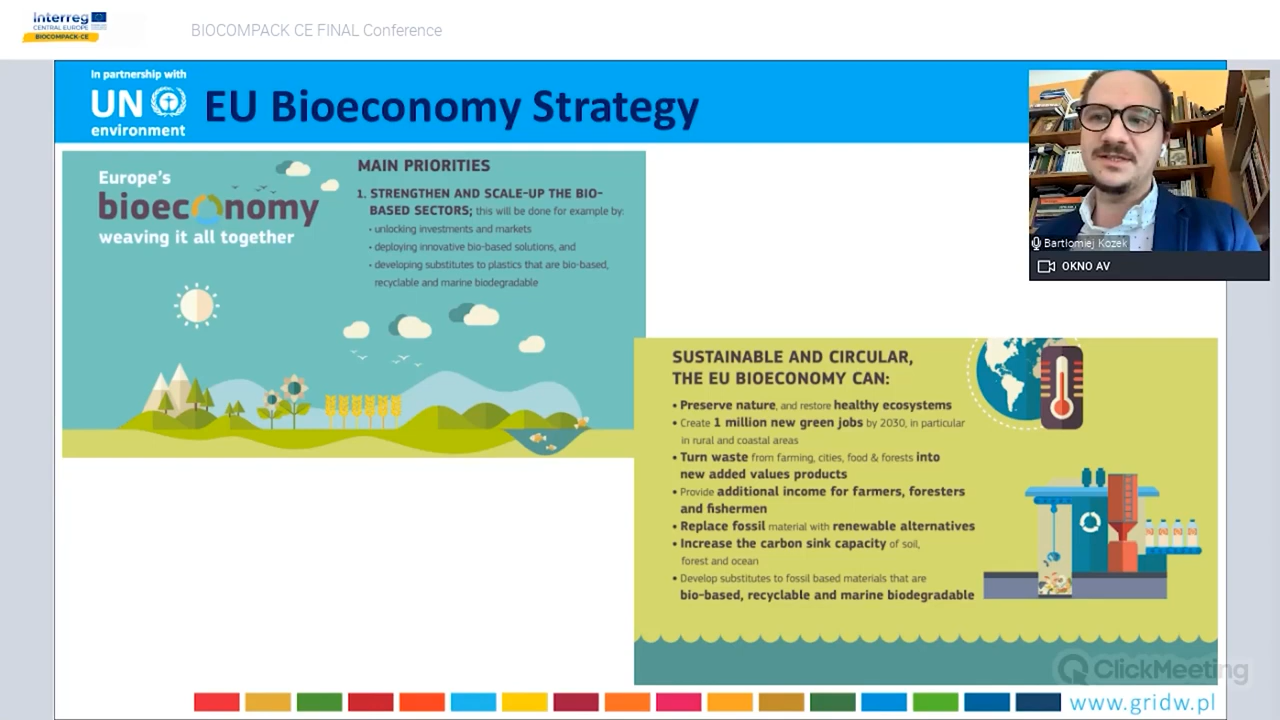 Interreg
CENTRAL EUROPE
BIOCOMPACK-CE
BIOCOMPACK CE FINAL Conference
In partnership with
UN
environment
EU Bioeconomy Strategy
Europe's
bioeconomy
weaving it all together
MAIN PRIORITIES
1. STRENGTHEN AND SCALE-UP THE BIO-
BASED SECTORS; this will be done for example by:
• unlocking investments and markets
• deploying innovative bio-based solutions, and
• developing substitutes to plastics that are bio-based,
recyclable and marine biodegradable
Bartłomiej Kozek
OKNO AV
SUSTAINABLE AND CIRCULAR,
THE EU BIOECONOMY CAN:
• Preserve nature, and restore healthy ecosystems
• Create 1 million new green jobs by 2030, in particular
in rural and coastal areas
• Turn waste from farming, cities, food & forests into
new added values products
• Provide additional income for farmers, foresters
and fishermen
• Replace fossil material with renewable alternatives
• Increase the carbon sink capacity of soil,
forest and ocean
• Develop substitutes to fossil based materials that are
bio-based, recyclable and marine biodegradable
ClickMeeting
www.gridw.pl